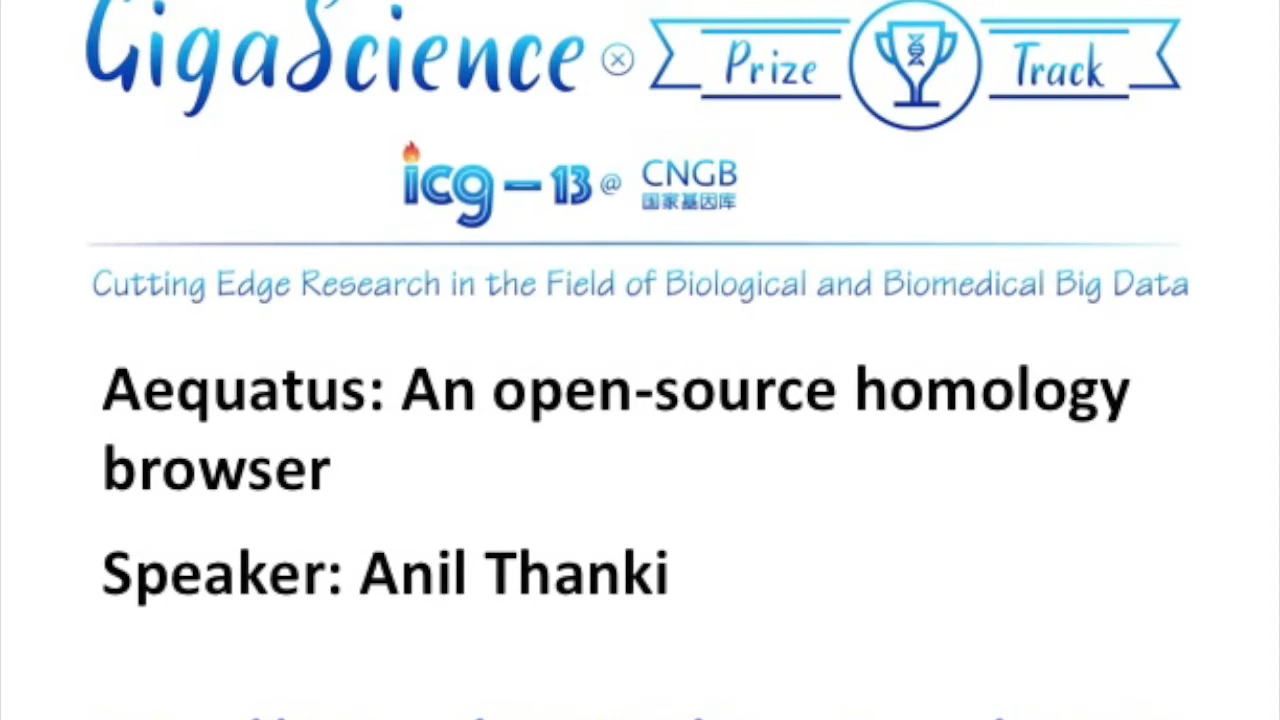 GigaScience Prize Track
icg-13 @ CNGB
国家基因库
Cutting Edge Research in the Field of Biological and Biomedical Big Data
Aequatus: An open-source homology
browser
Speaker: Anil Thanki